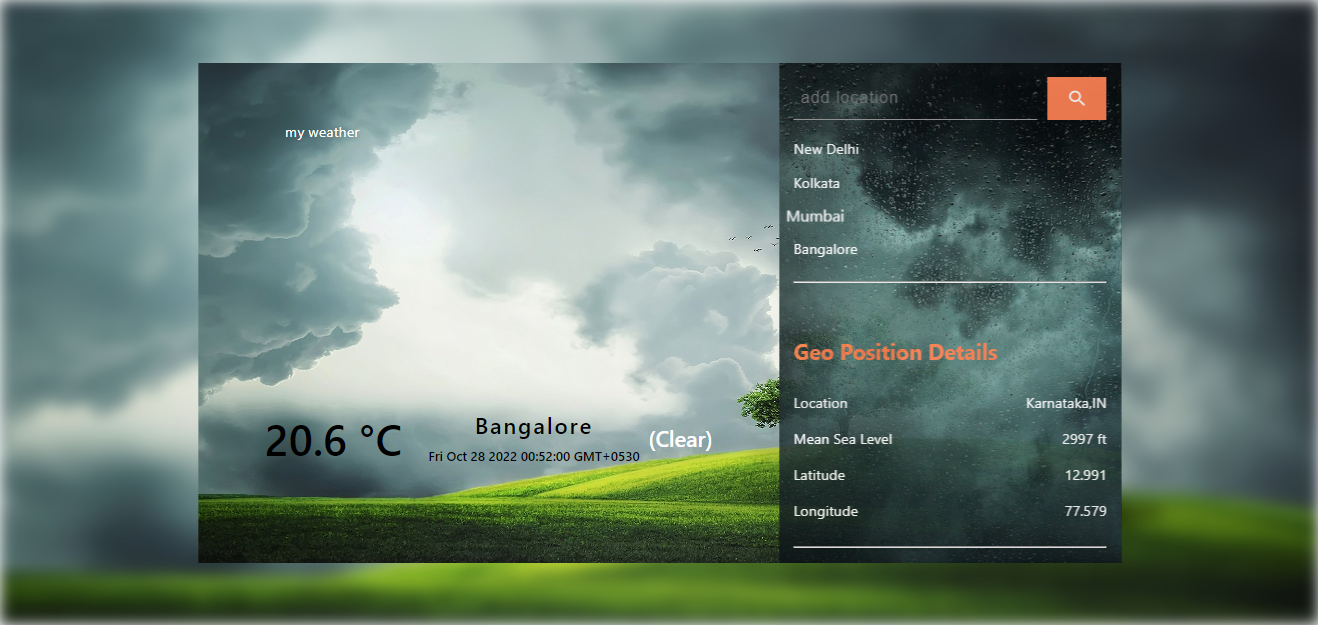 my weather
20.6 °C
Bangalore
Fri Oct 28 2022 00:52:00 GMT+0530
(Clear)
add location
New Delhi
Kolkata
Mumbai
Bangalore
Geo Position Details
Location Karnataka,IN
Mean Sea Level 2997 ft
Latitude 12.991
Longitude 77.579